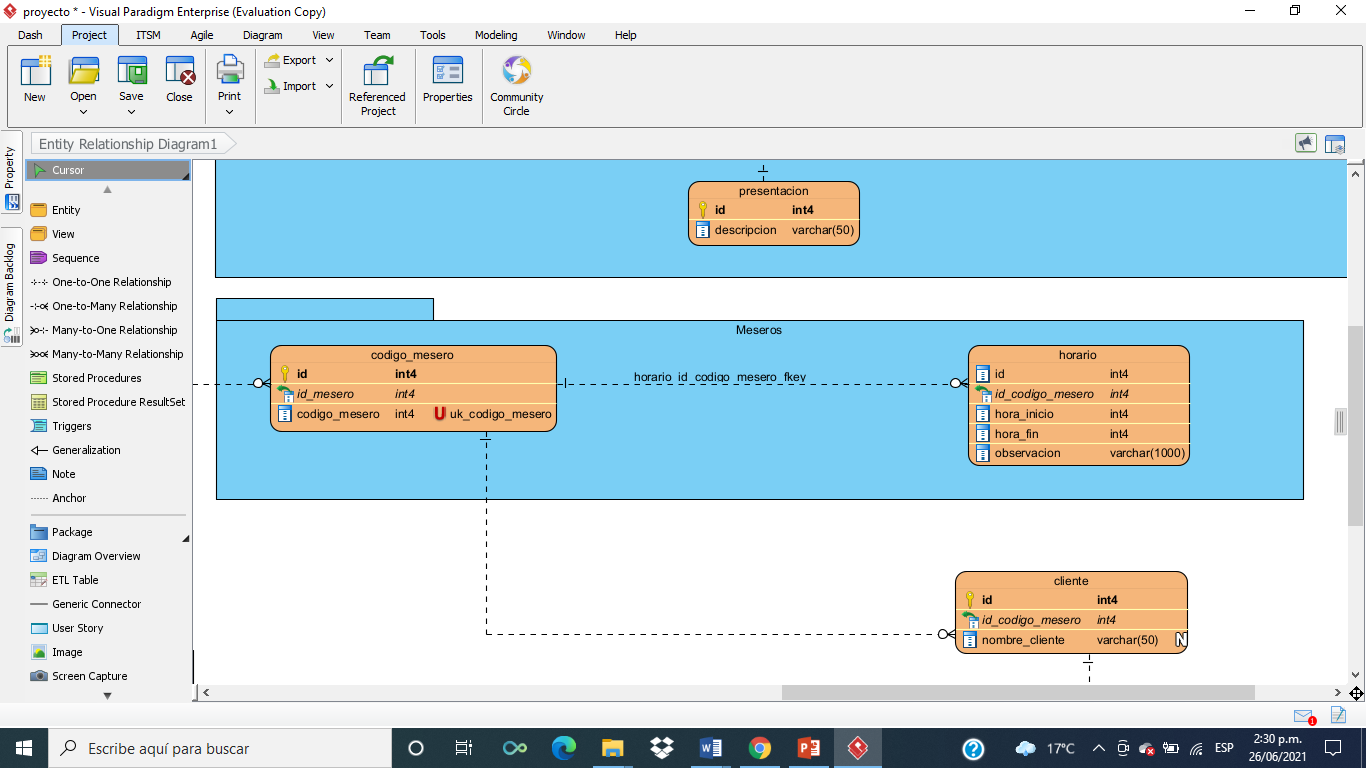 proyecto * - Visual Paradigm Enterprise (Evaluation Copy)
Dash Project ITSM Agile Diagram View Team Tools Modeling Window Help
New Open Save Close Print Export Import Referenced Project Properties Community Circle
Entity Relationship Diagram1
Property
Diagram Backlog
Cursor
Entity
View
Sequence
One-to-One Relationship
One-to-Many Relationship
Many-to-One Relationship
Many-to-Many Relationship
Stored Procedures
Stored Procedure ResultSet
Triggers
Generalization
Note
Anchor
Package
Diagram Overview
ETL Table
Generic Connector
User Story
Image
Screen Capture
presentacion
id int4
descripcion varchar(50)
Meseros
codigo_mesero
id int4
id_mesero int4
codigo_mesero int4 U uk_codigo_mesero
horario_id_codigo_mesero_fkey
horario
id int4
id_codigo_mesero int4
hora_inicio int4
hora_fin int4
observacion varchar(1000)
cliente
id int4
id_codigo_mesero int4
nombre_cliente varchar(50) N
1
Escribe aquí para buscar
17°C
ESP
2:30 p.m.
26/06/2021